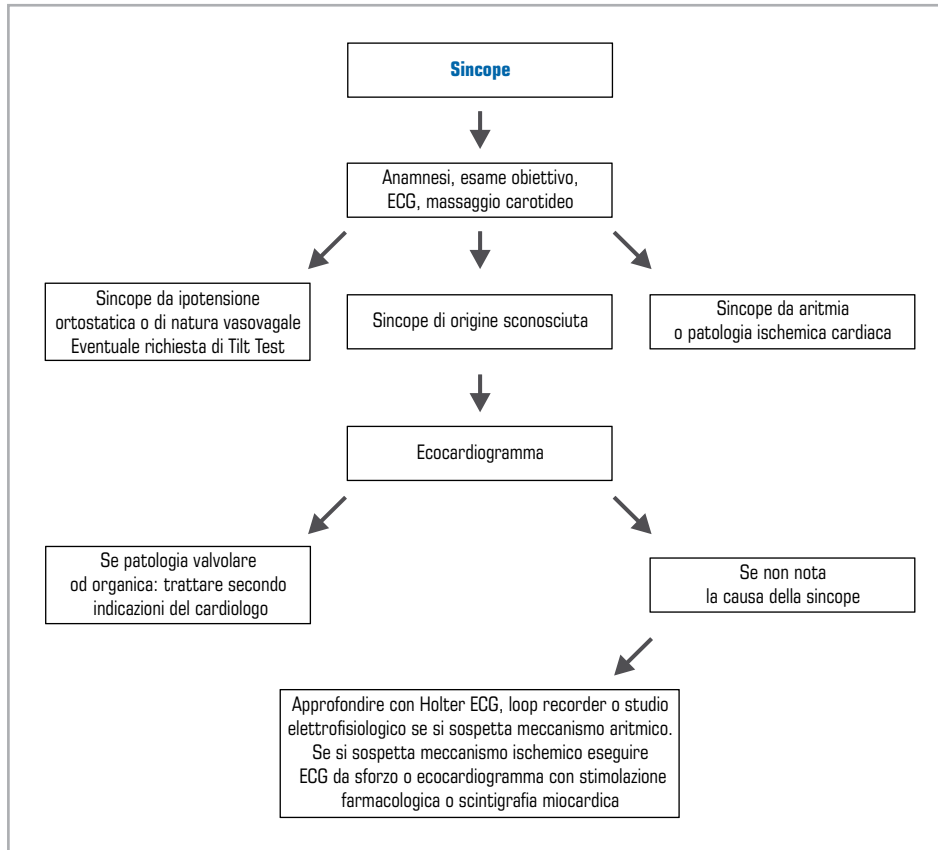 Sincope
Anamnesi, esame obiettivo,
ECG, massaggio carotideo
Sincope da ipotensione
ortostatica o di natura vasovagale
Eventuale richiesta di Tilt Test
Sincope di origine sconosciuta
Sincope da aritmia
o patologia ischemica cardiaca
Ecocardiogramma
Se patologia valvolare
od organica: trattare secondo
indicazioni del cardiologo
Se non nota
la causa della sincope
Approfondire con Holter ECG, loop recorder o studio
elettrofisiologico se si sospetta meccanismo aritmico.
Se si sospetta meccanismo ischemico eseguire
ECG da sforzo o ecocardiogramma con stimolazione
farmacologica o scintigrafia miocardica